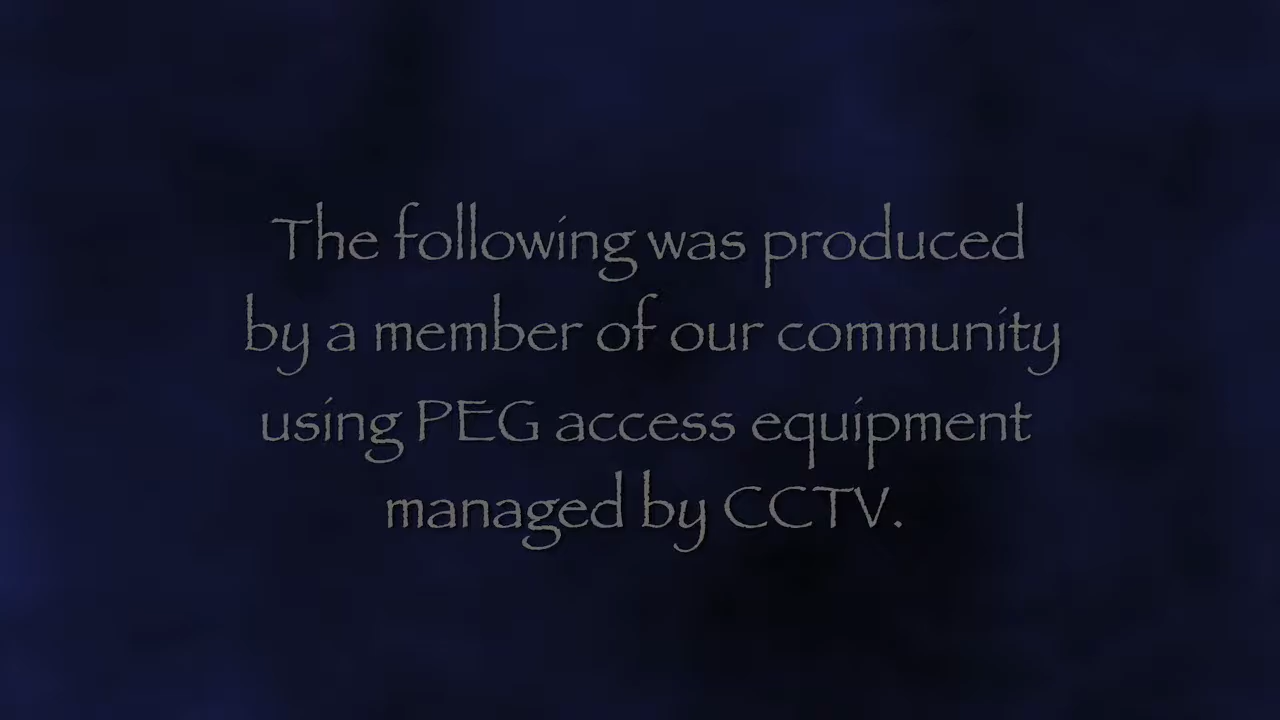 The following was produced
by a member of our community
using PEG access equipment
managed by CCTV.